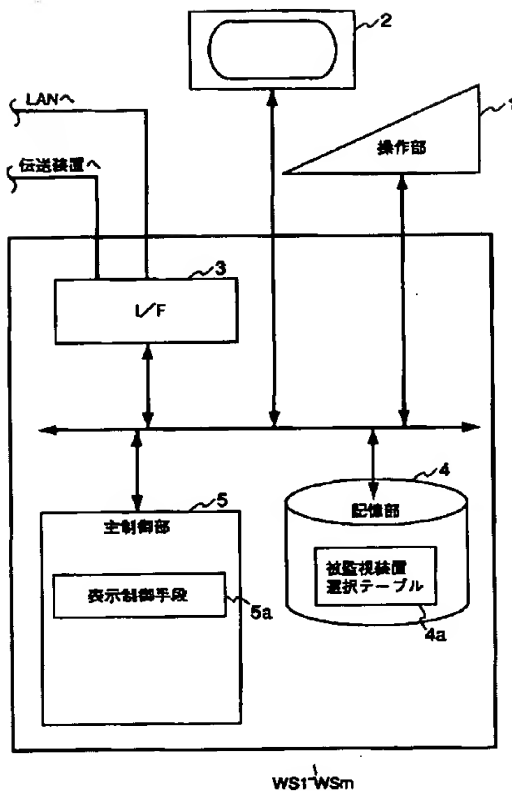 2
LANへ
1
操作部
伝送装置へ
3
I/F
4
記憶部
5
主制御部
被監視装置
選択テーブル
表示制御手段
5a
4a
WS1~WSm